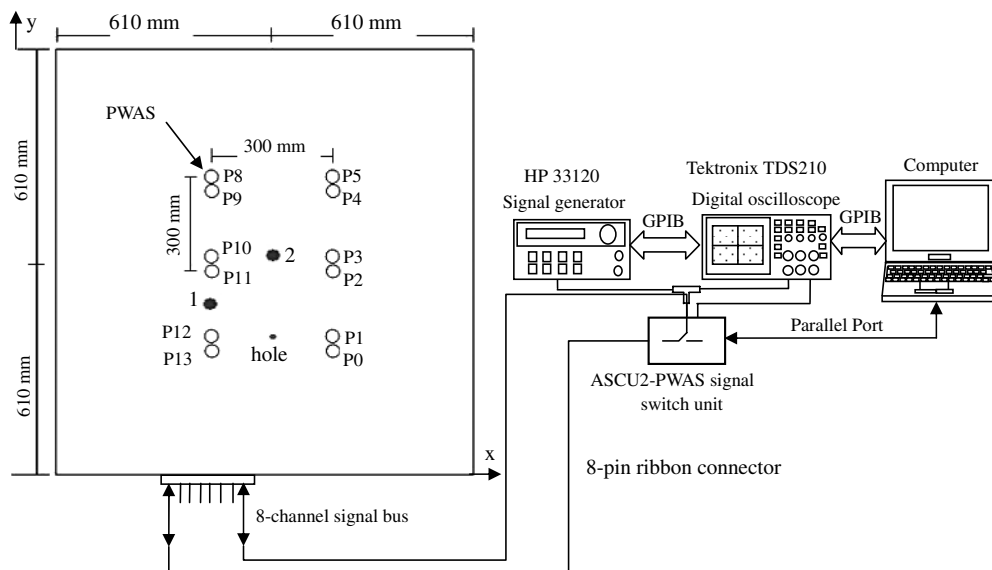 610 mm
610 mm
y
PWAS
300 mm
P8
P5
P9
P4
610 mm
300 mm
P10
2
P3
P11
P2
1
P12
P1
P13
hole
P0
610 mm
x
8-channel signal bus
HP 33120
Signal generator
GPIB
Tektronix TDS210
Digital oscilloscope
GPIB
Computer
Parallel Port
ASCU2-PWAS signal
switch unit
8-pin ribbon connector